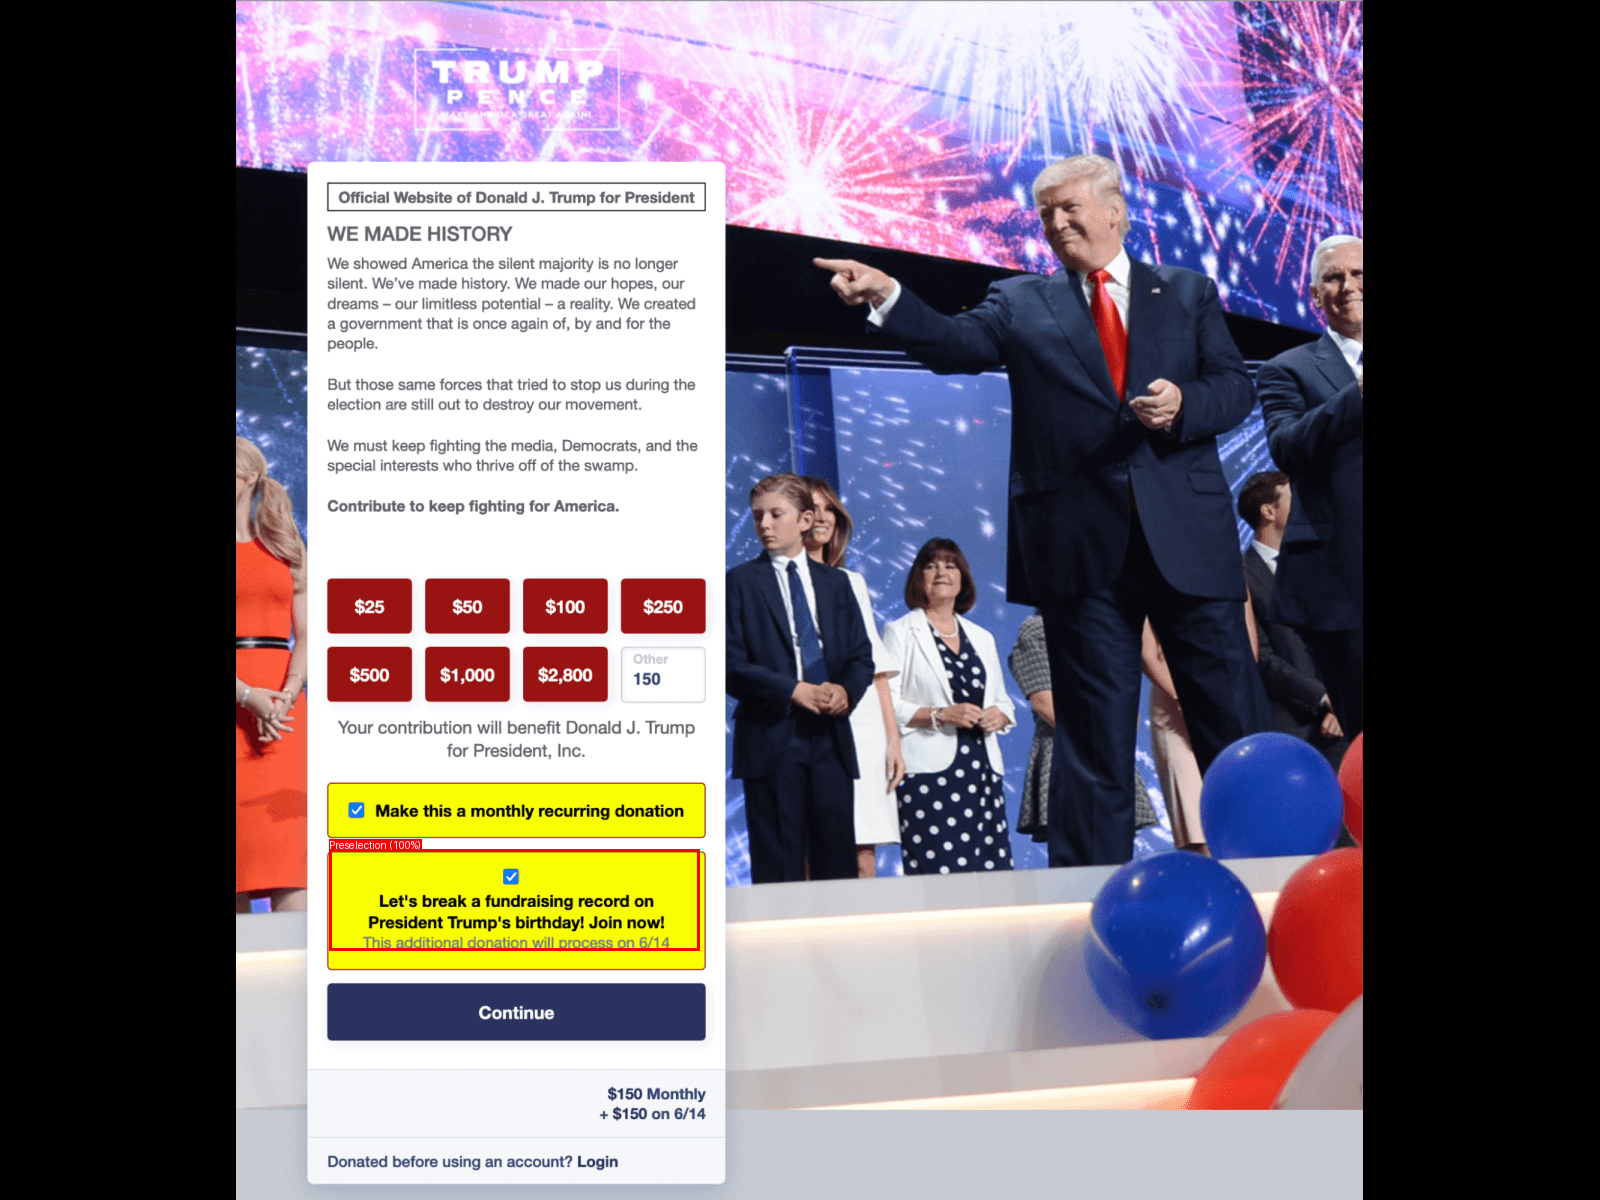 TRUMP
PENCE
MAKE AMERICA GREAT AGAIN!
Official Website of Donald J. Trump for President
WE MADE HISTORY
We showed America the silent majority is no longer
silent. We've made history. We made our hopes, our
dreams – our limitless potential – a reality. We created
a government that is once again of, by and for the
people.
But those same forces that tried to stop us during the
election are still out to destroy our movement.
We must keep fighting the media, Democrats, and the
special interests who thrive off of the swamp.
Contribute to keep fighting for America.
$25 $50 $100 $250
$500 $1,000 $2,800 Other
150
Your contribution will benefit Donald J. Trump
for President, Inc.
Make this a monthly recurring donation
Preselection (100%)
Let's break a fundraising record on
President Trump's birthday! Join now!
This additional donation will process on 6/14
Continue
$150 Monthly
+ $150 on 6/14
Donated before using an account? Login